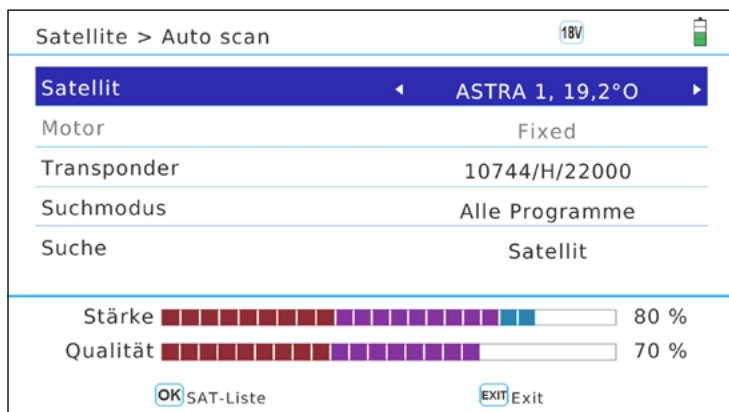 Satellite > Auto scan 18V
Satellit ASTRA 1, 19,2°O
Motor Fixed
Transponder 10744/H/22000
Suchmodus Alle Programme
Suche Satellit
Stärke 80 %
Qualität 70 %
OK SAT-Liste EXIT Exit